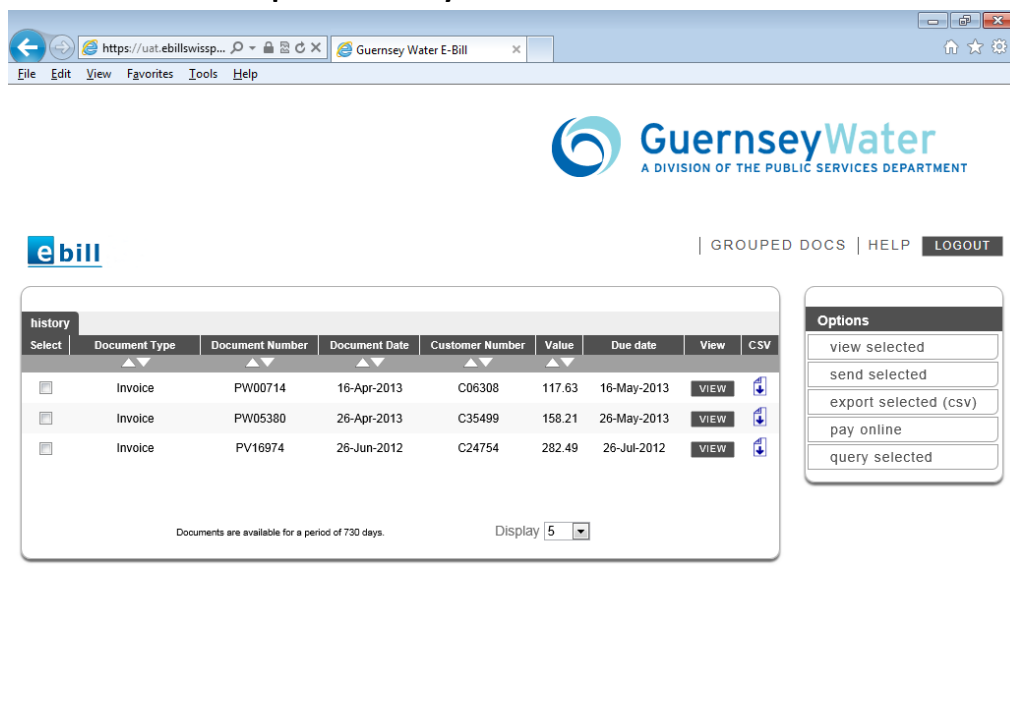 https://uat.ebillswissp... Guernsey Water E-Bill
File Edit View Favorites Tools Help
GuernseyWater
A DIVISION OF THE PUBLIC SERVICES DEPARTMENT
ebill
GROUPED DOCS HELP LOGOUT
history
Select Document Type Document Number Document Date Customer Number Value Due date View CSV
Invoice PW00714 16-Apr-2013 C06308 117.63 16-May-2013 VIEW
Invoice PW05380 26-Apr-2013 C35499 158.21 26-May-2013 VIEW
Invoice PV16974 26-Jun-2012 C24754 282.49 26-Jul-2012 VIEW
Documents are available for a period of 730 days. Display 5
Options
view selected
send selected
export selected (csv)
pay online
query selected